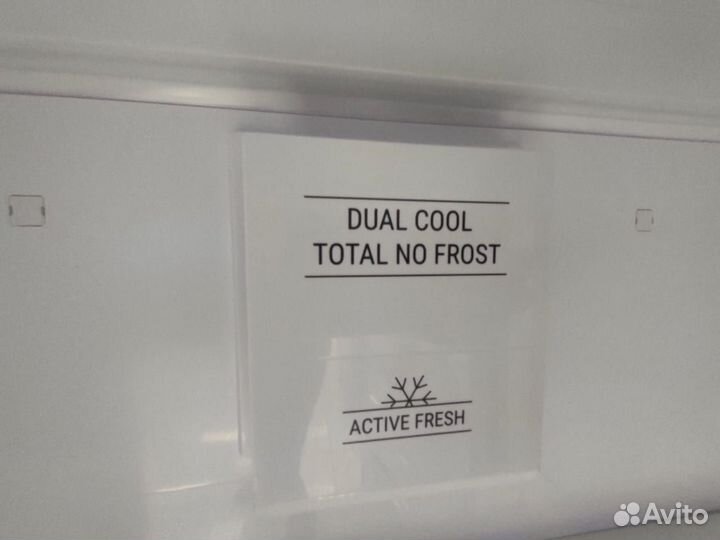 DUAL COOL
TOTAL NO FROST
ACTIVE FRESH
Avito